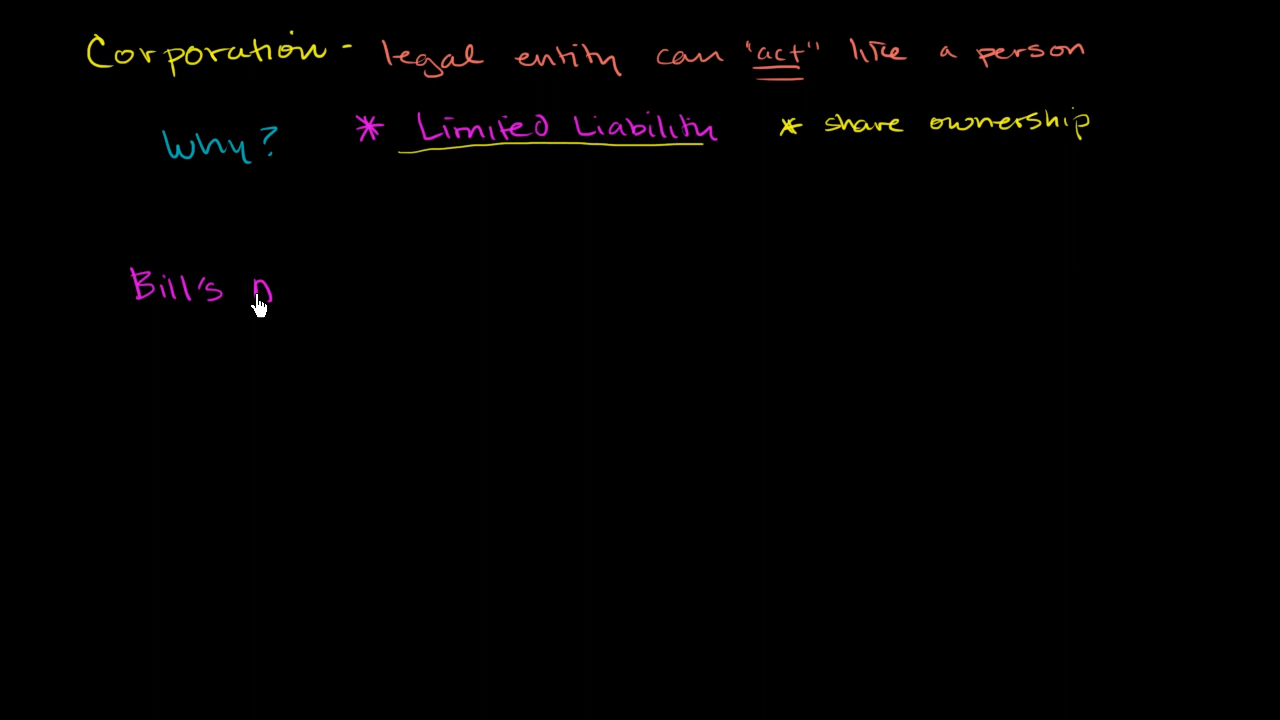 Corporation - legal entity can "act" like a person
Why? * Limited Liability * share ownership
Bill's